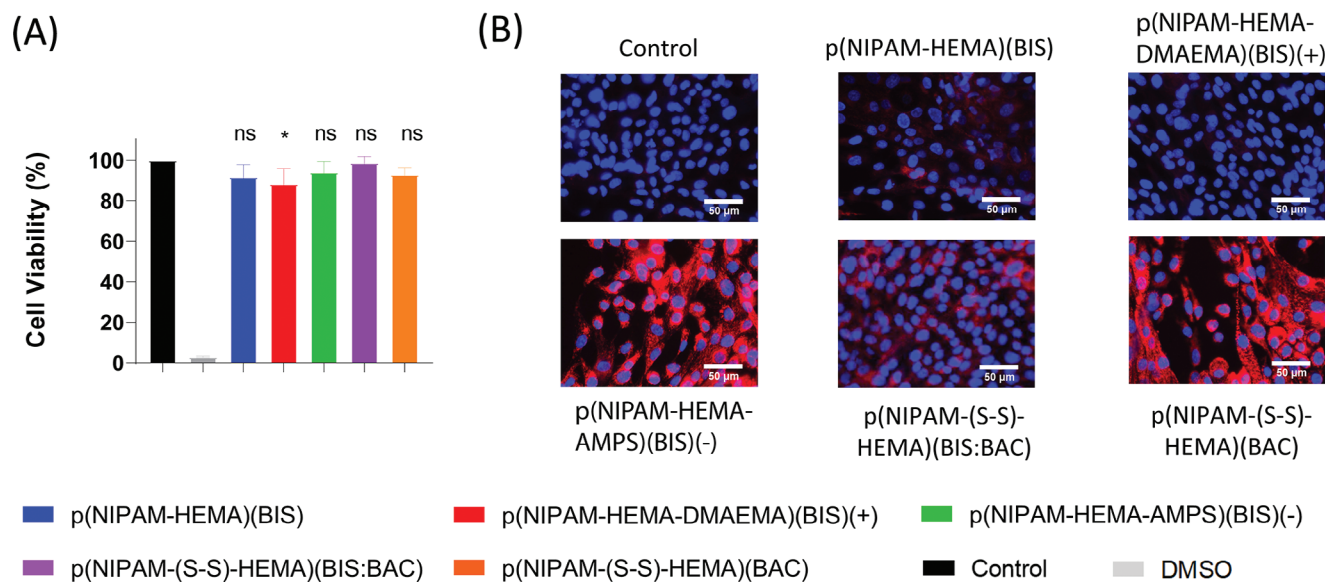 (A)
Cell Viability (%)
100
80
60
40
20
0
ns
*
ns
ns
ns
(B)
Control
p(NIPAM-HEMA)(BIS)
p(NIPAM-HEMA-
DMAEMA)(BIS)(+)
50 µm
50 µm
50 µm
50 µm
50 µm
50 µm
p(NIPAM-HEMA-
AMPS)(BIS)(-)
p(NIPAM-(S-S)-
HEMA)(BIS:BAC)
p(NIPAM-(S-S)-
HEMA)(BAC)
p(NIPAM-HEMA)(BIS)
p(NIPAM-HEMA-DMAEMA)(BIS)(+)
p(NIPAM-HEMA-AMPS)(BIS)(-)
p(NIPAM-(S-S)-HEMA)(BIS:BAC)
p(NIPAM-(S-S)-HEMA)(BAC)
Control
DMSO